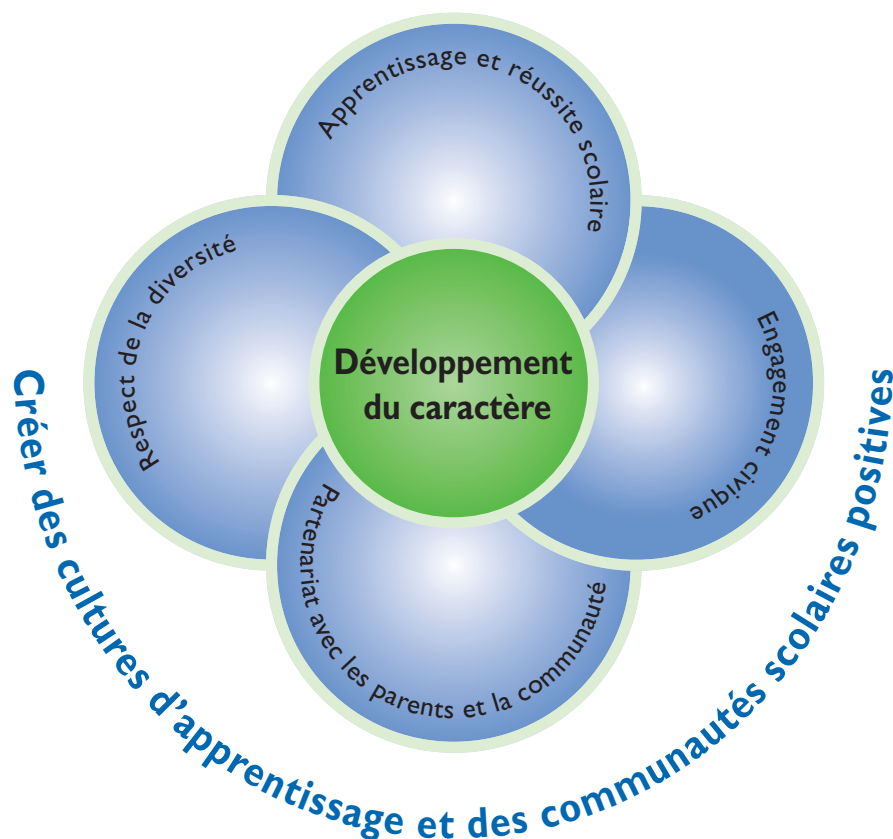 Apprentissage et réussite scolaire
Respect de la diversité
Développement
du caractère
Engagement civique
Partenariat avec les parents et la communauté
Créer des cultures d'apprentissage et des communautés scolaires positives